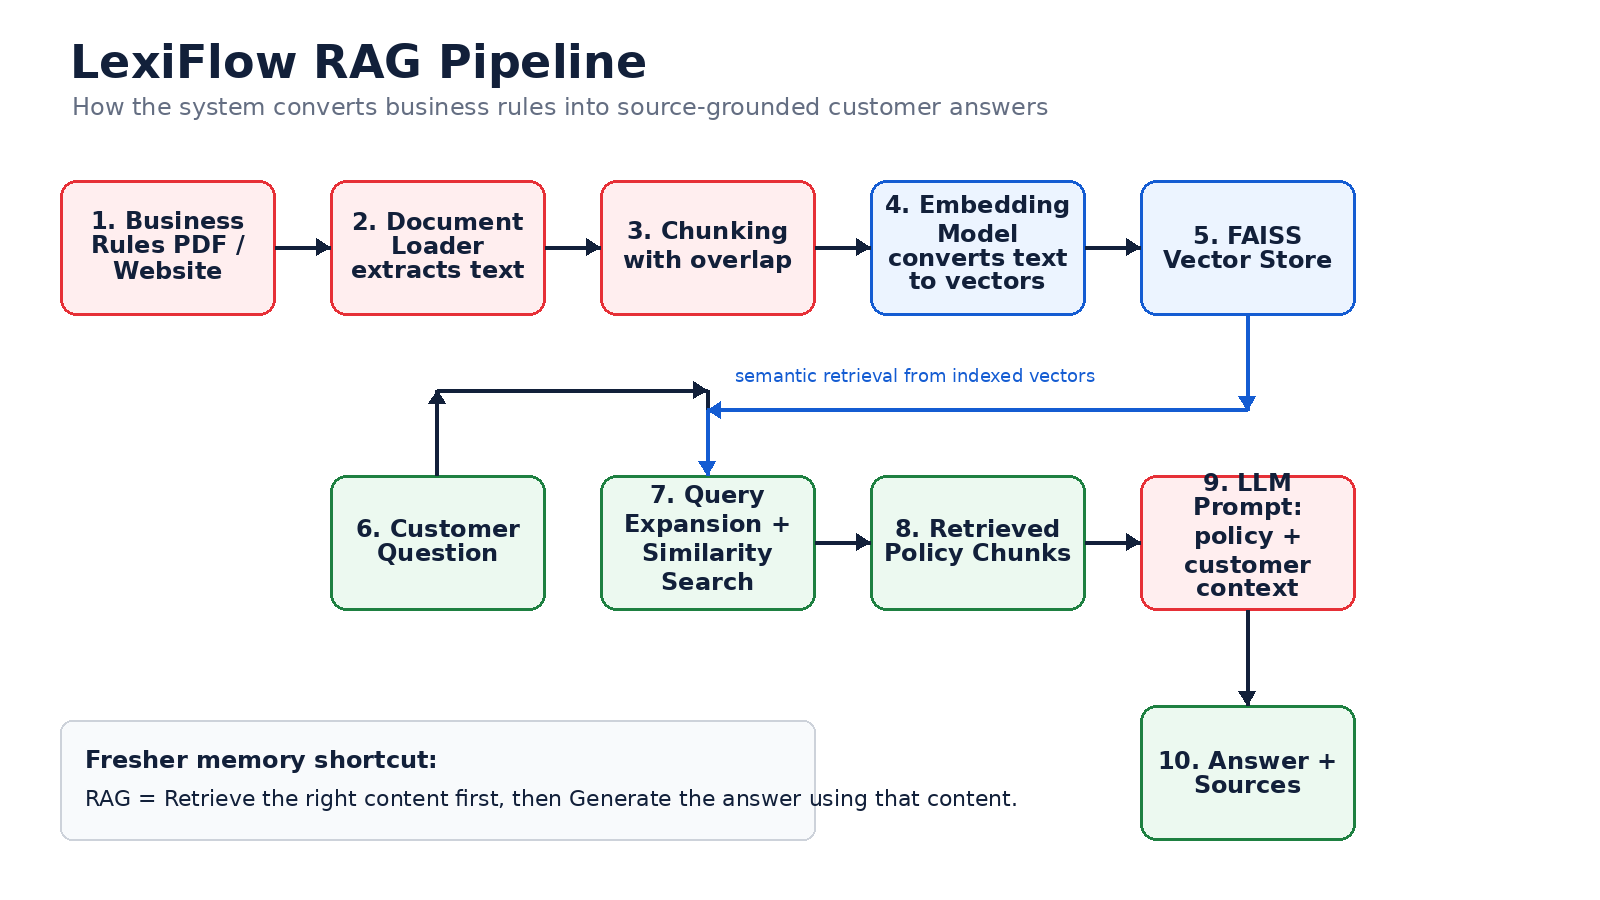 LexiFlow RAG Pipeline
How the system converts business rules into source-grounded customer answers
1. Business
Rules PDF /
Website
2. Document
Loader
extracts text
3. Chunking
with overlap
4. Embedding
Model
converts text
to vectors
5. FAISS
Vector Store
semantic retrieval from indexed vectors
6. Customer
Question
7. Query
Expansion +
Similarity
Search
8. Retrieved
Policy Chunks
9. LLM
Prompt:
policy +
customer
context
10. Answer +
Sources
Fresher memory shortcut:
RAG = Retrieve the right content first, then Generate the answer using that content.